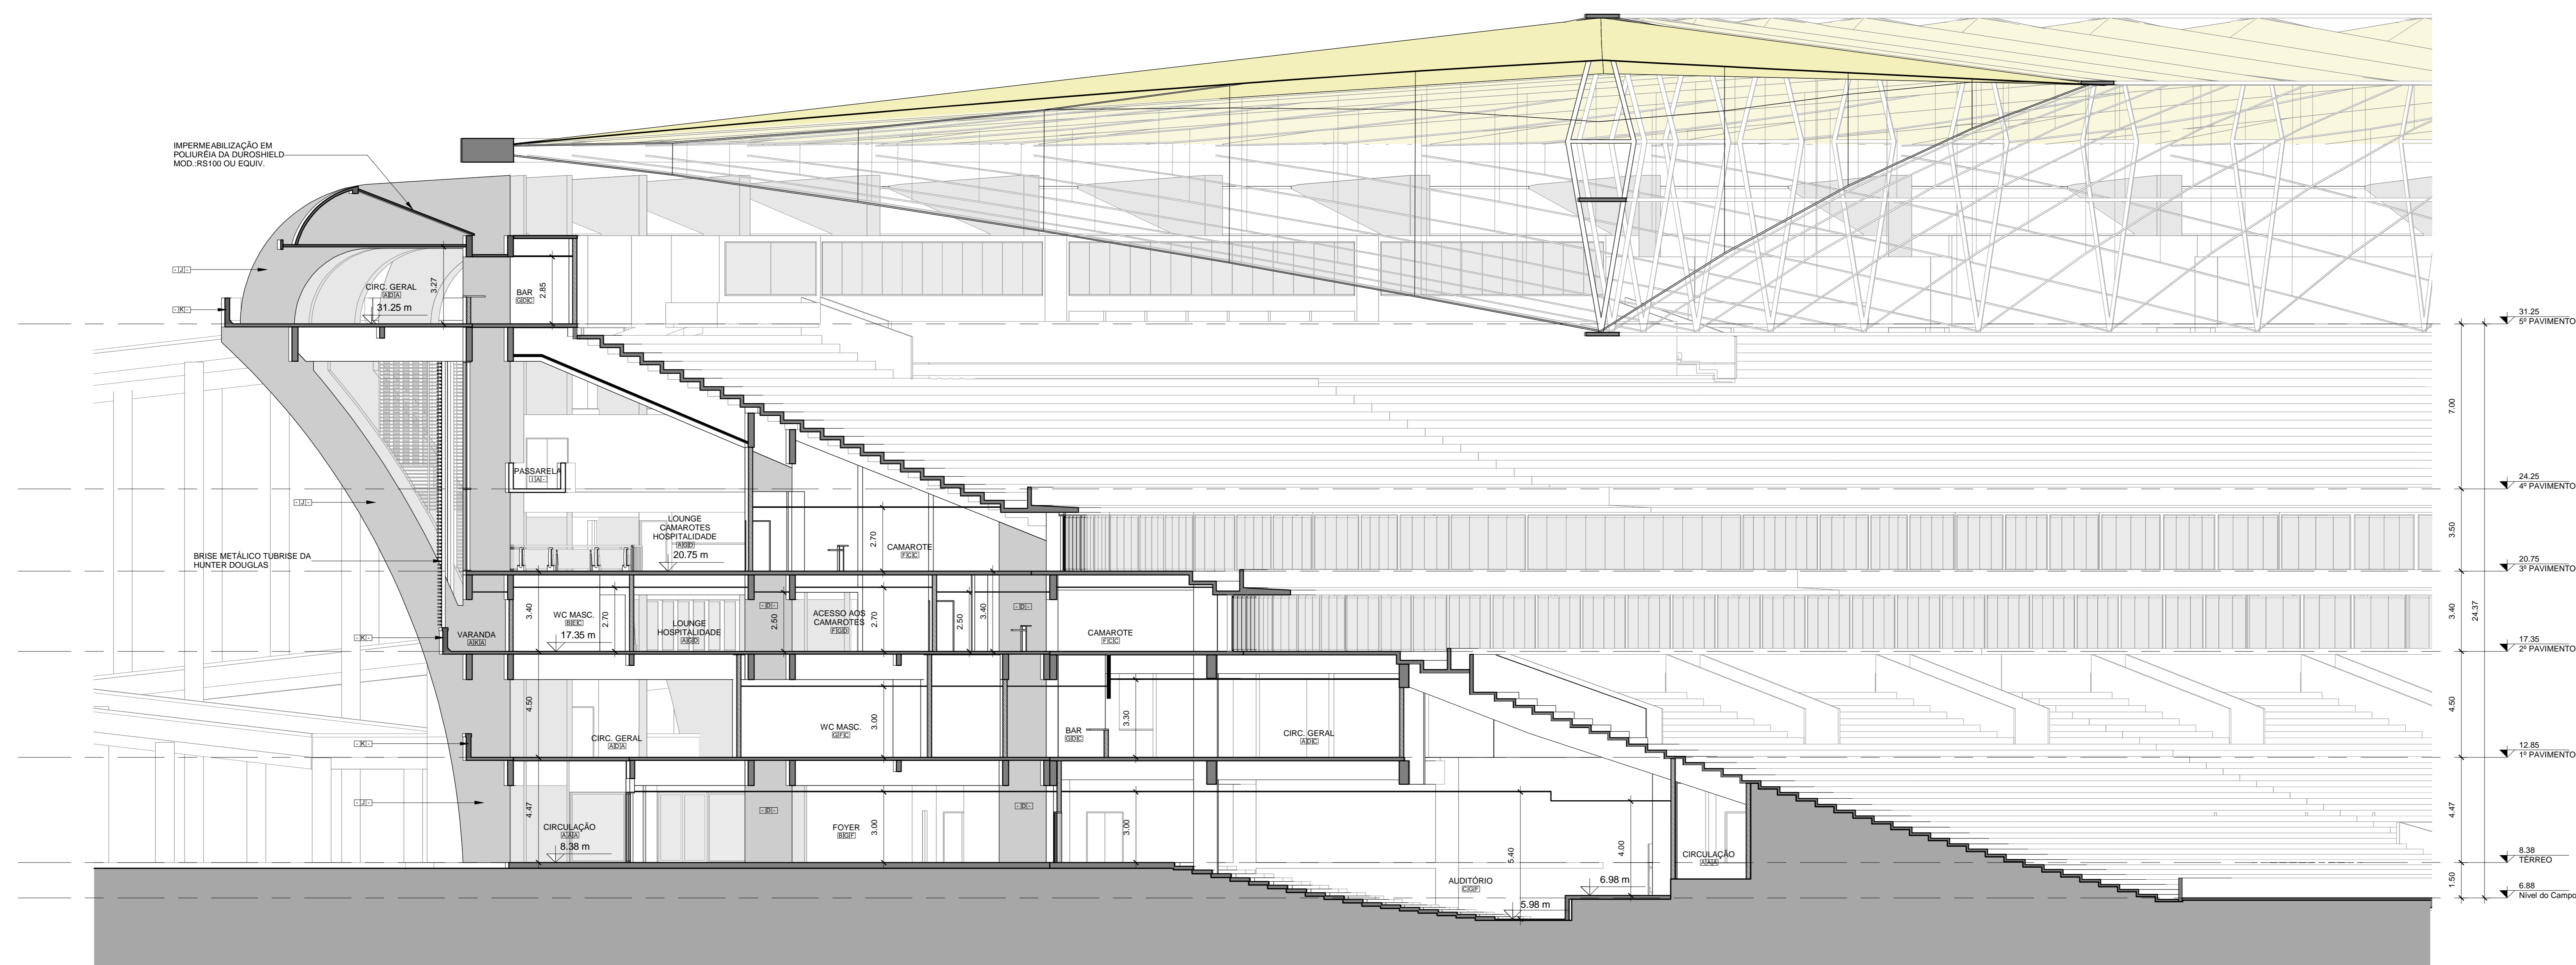 IMPERMEABILIZAÇÃO EM
POLIURÉIA DA DUROSHIELD
MOD.:RS100 OU EQUIV.
- J -
- K -
CIRC. GERAL
A D A
31.25 m
3.27
BAR
G D C
2.85
31.25
5º PAVIMENTO
7.00
PASSARELA
I A -
24.25
4º PAVIMENTO
- J -
LOUNGE
CAMAROTES
HOSPITALIDADE
A G D
20.75 m
2.70
CAMAROTE
F C C
3.50
BRISE METÁLICO TUBRISE DA
HUNTER DOUGLAS
20.75
3º PAVIMENTO
- K -
VARANDA
A K A
3.40
WC MASC.
B E C
17.35 m
2.70
LOUNGE
HOSPITALIDADE
A G D
- D -
2.50
ACESSO AOS
CAMAROTES
F G D
2.70
2.50
3.40
- D -
CAMAROTE
F C C
3.40
24.37
17.35
2º PAVIMENTO
4.50
- K -
CIRC. GERAL
A D A
WC MASC.
G F C
3.00
BAR
G D C
3.30
CIRC. GERAL
A D C
4.50
12.85
1º PAVIMENTO
- J -
4.47
CIRCULAÇÃO
A A A
8.38 m
- D -
FOYER
B G F
3.00
- D -
3.00
5.40
4.00
CIRCULAÇÃO
A A A
4.47
8.38
TÉRREO
AUDITÓRIO
C G F
6.98 m
5.98 m
1.50
6.88
Nível do Campo